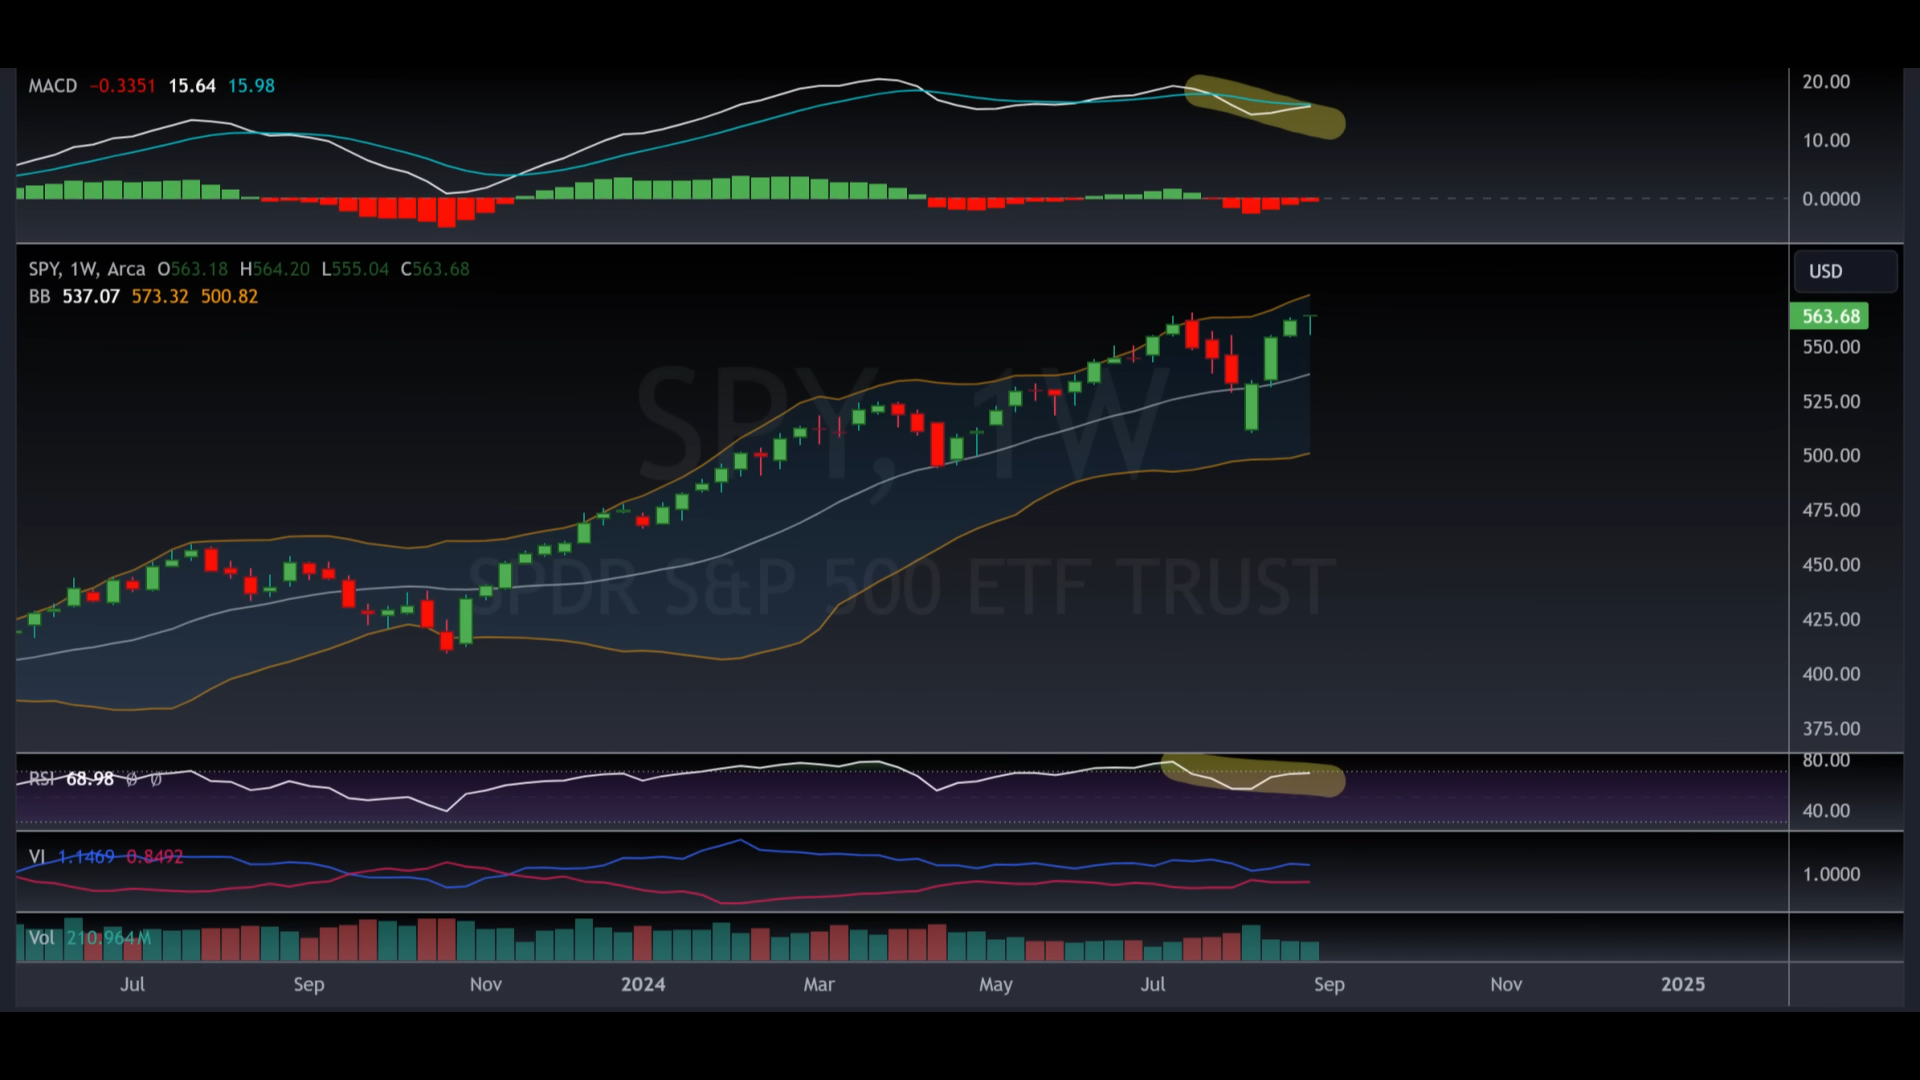 MACD −0.3351 15.64 15.98
20.00
10.00
0.0000
SPY, 1W, Arca O563.18 H564.20 L555.04 C563.68
BB 537.07 573.32 500.82
USD
563.68
550.00
525.00
500.00
475.00
450.00
425.00
400.00
375.00
SPY, 1W
SPDR S&P 500 ETF TRUST
RSI 68.98 ∅ ∅
80.00
40.00
VI 1.1469 0.8492
1.0000
Vol 210.964M
Jul Sep Nov 2024 Mar May Jul Sep Nov 2025